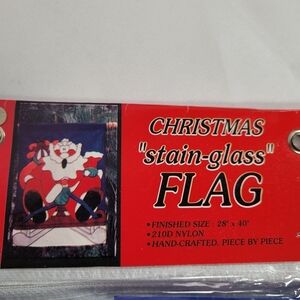 CHRISTMAS
"stain-glass"
FLAG
• FINISHED SIZE : 28" x 40"
• 210D NYLON
• HAND-CRAFTED, PIECE BY PIECE